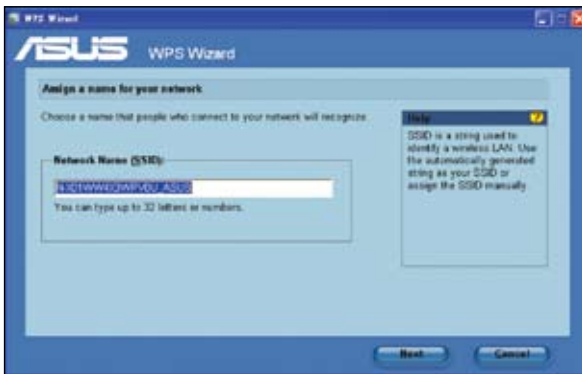 WPS Wizard
ASUS WPS Wizard
Assign a name for your network
Choose a name that people who connect to your network will recognize
Network Name (SSID):
You can type up to 32 letters or numbers.
Help
SSID is a string used to
identify a wireless LAN. Use
the automatically generated
string as your SSID or
assign the SSID manually.
Next
Cancel